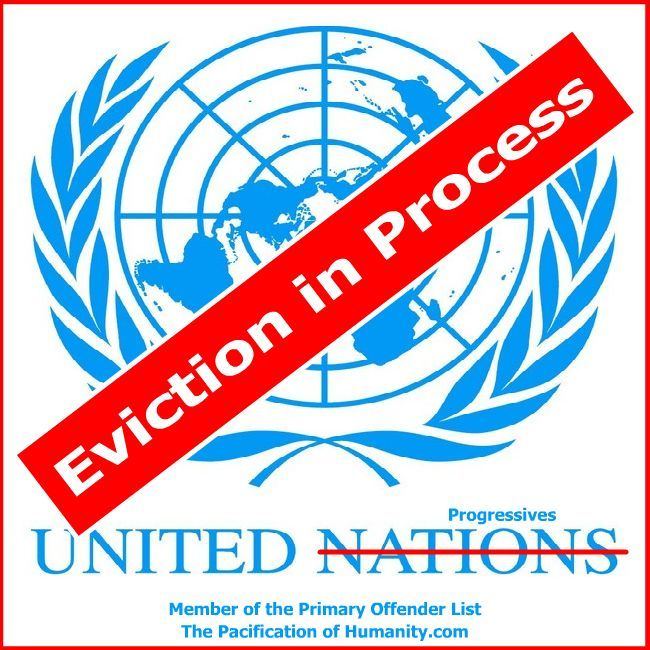 Eviction in Process
Progressives
UNITED NATIONS
Member of the Primary Offender List
The Pacification of Humanity.com